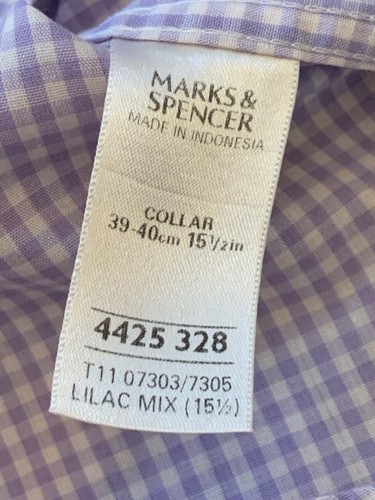 MARKS &
SPENCER
MADE IN INDONESIA
COLLAR
39-40cm 15½in
4425 328
T11 07303/7305
LILAC MIX (15½)